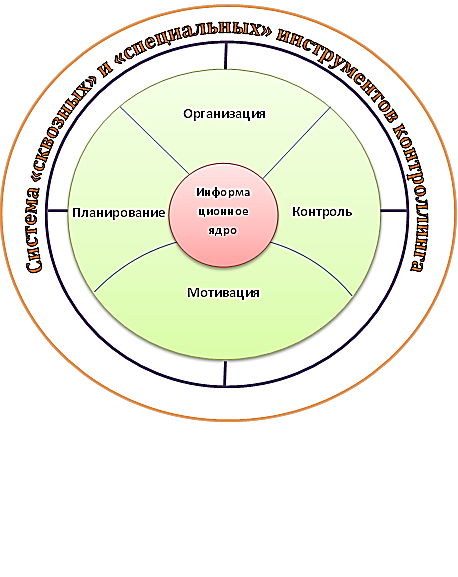 Система «сквозных» и «специальных» инструментов контроллинга
Организация
Информа
ционное
ядро
Планирование
Контроль
Мотивация